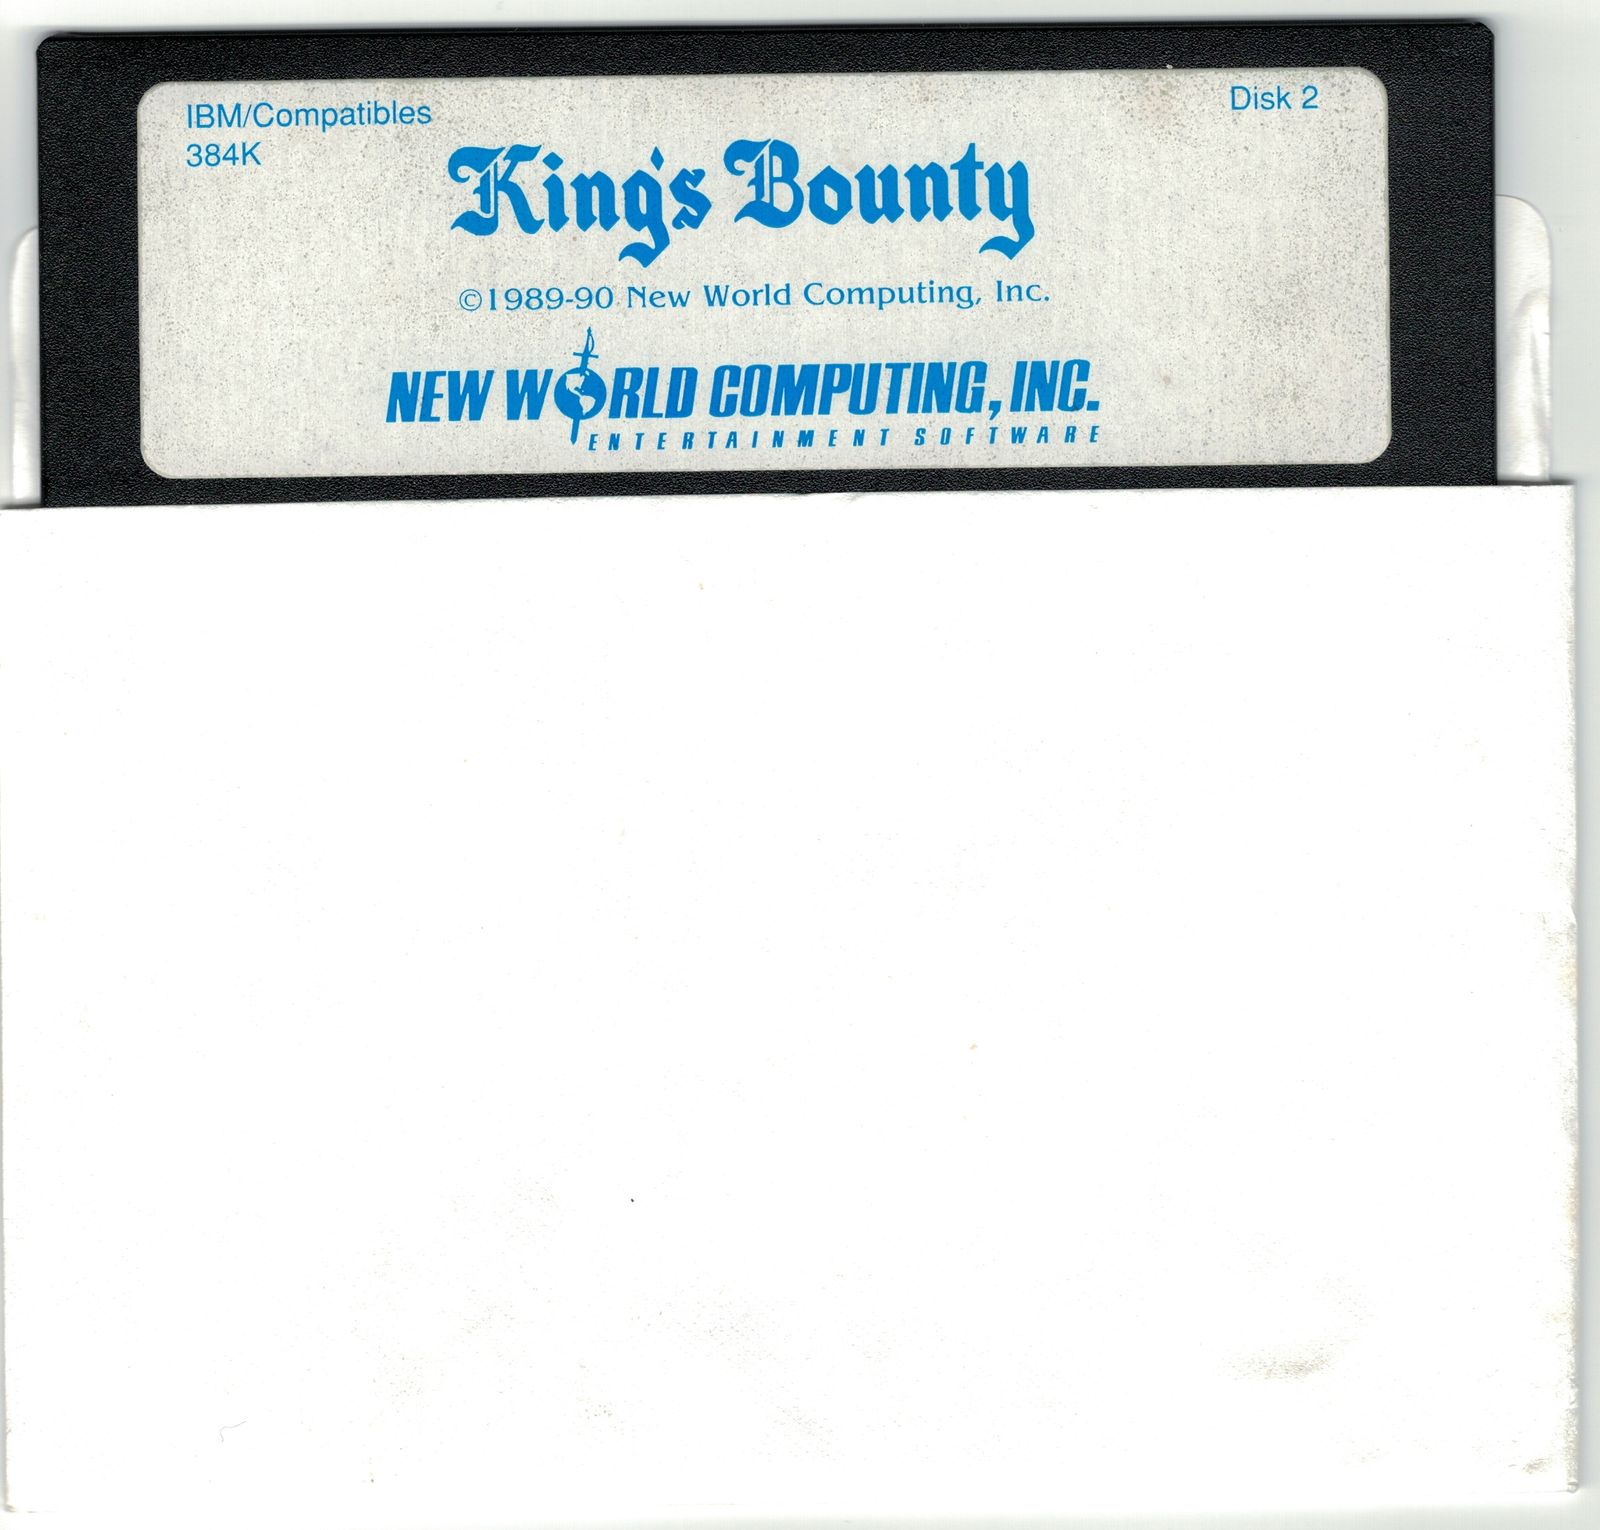 IBM/Compatibles
384K
Disk 2
King's Bounty
©1989-90 New World Computing, Inc.
NEW WORLD COMPUTING, INC.
ENTERTAINMENT SOFTWARE